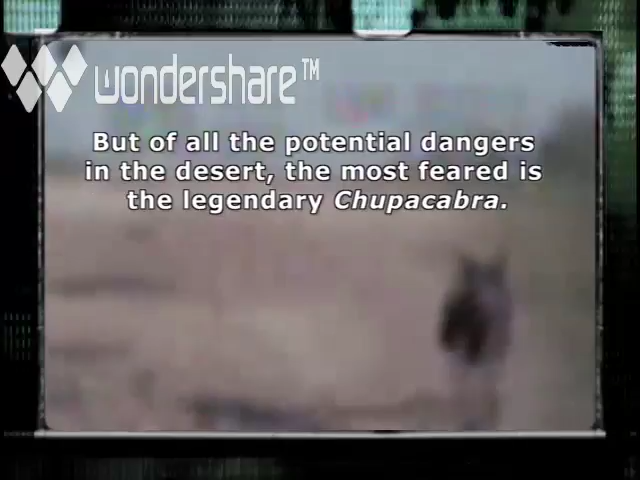 wondershare™
But of all the potential dangers
in the desert, the most feared is
the legendary Chupacabra.